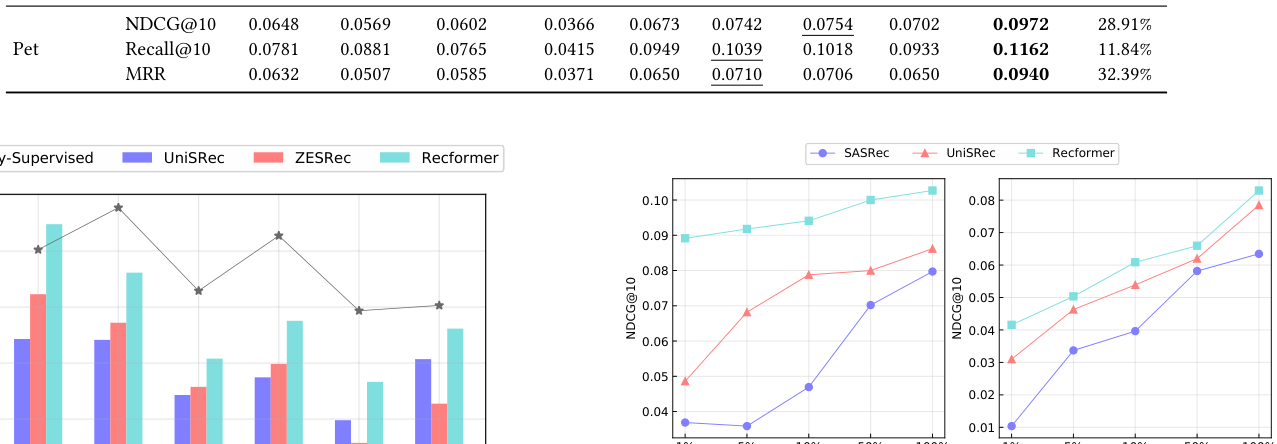 NDCG@10 0.0648 0.0569 0.0602 0.0366 0.0673 0.0742 0.0754 0.0702 0.0972 28.91%
Pet Recall@10 0.0781 0.0881 0.0765 0.0415 0.0949 0.1039 0.1018 0.0933 0.1162 11.84%
MRR 0.0632 0.0507 0.0585 0.0371 0.0650 0.0710 0.0706 0.0650 0.0940 32.39%
y-Supervised UniSRec ZESRec Recformer
SASRec UniSRec Recformer
NDCG@10
0.10
0.09
0.08
0.07
0.06
0.05
0.04
NDCG@10
0.08
0.07
0.06
0.05
0.04
0.03
0.02
0.01